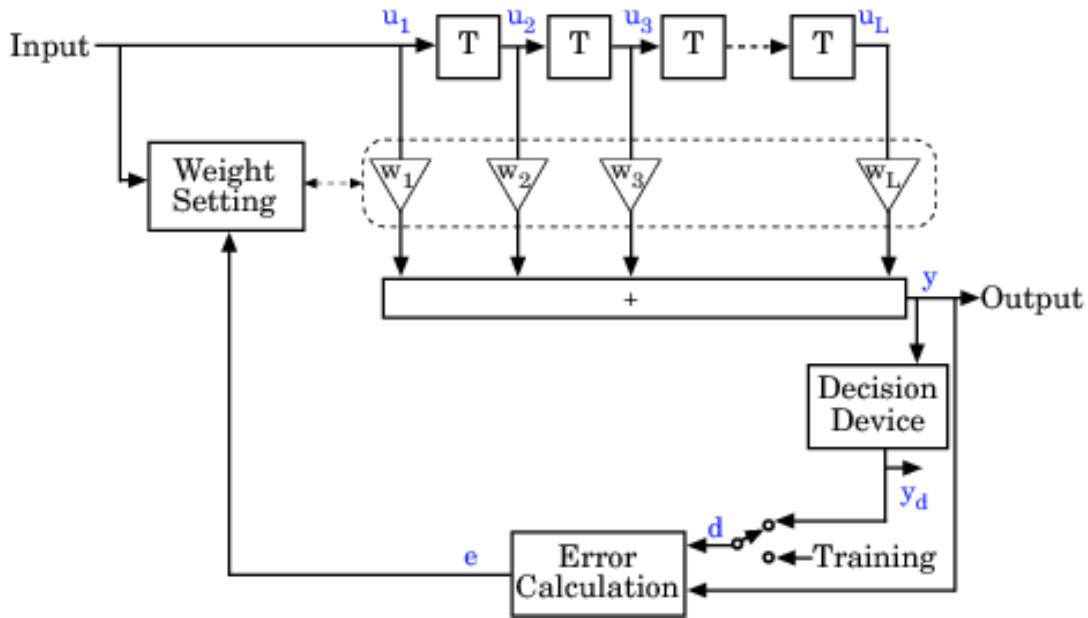 u1 u2 u3 uL
Input T T T T
Weight
Setting
w1 w2 w3 wL
+
y
Output
Decision
Device
yd
d
Training
e
Error
Calculation